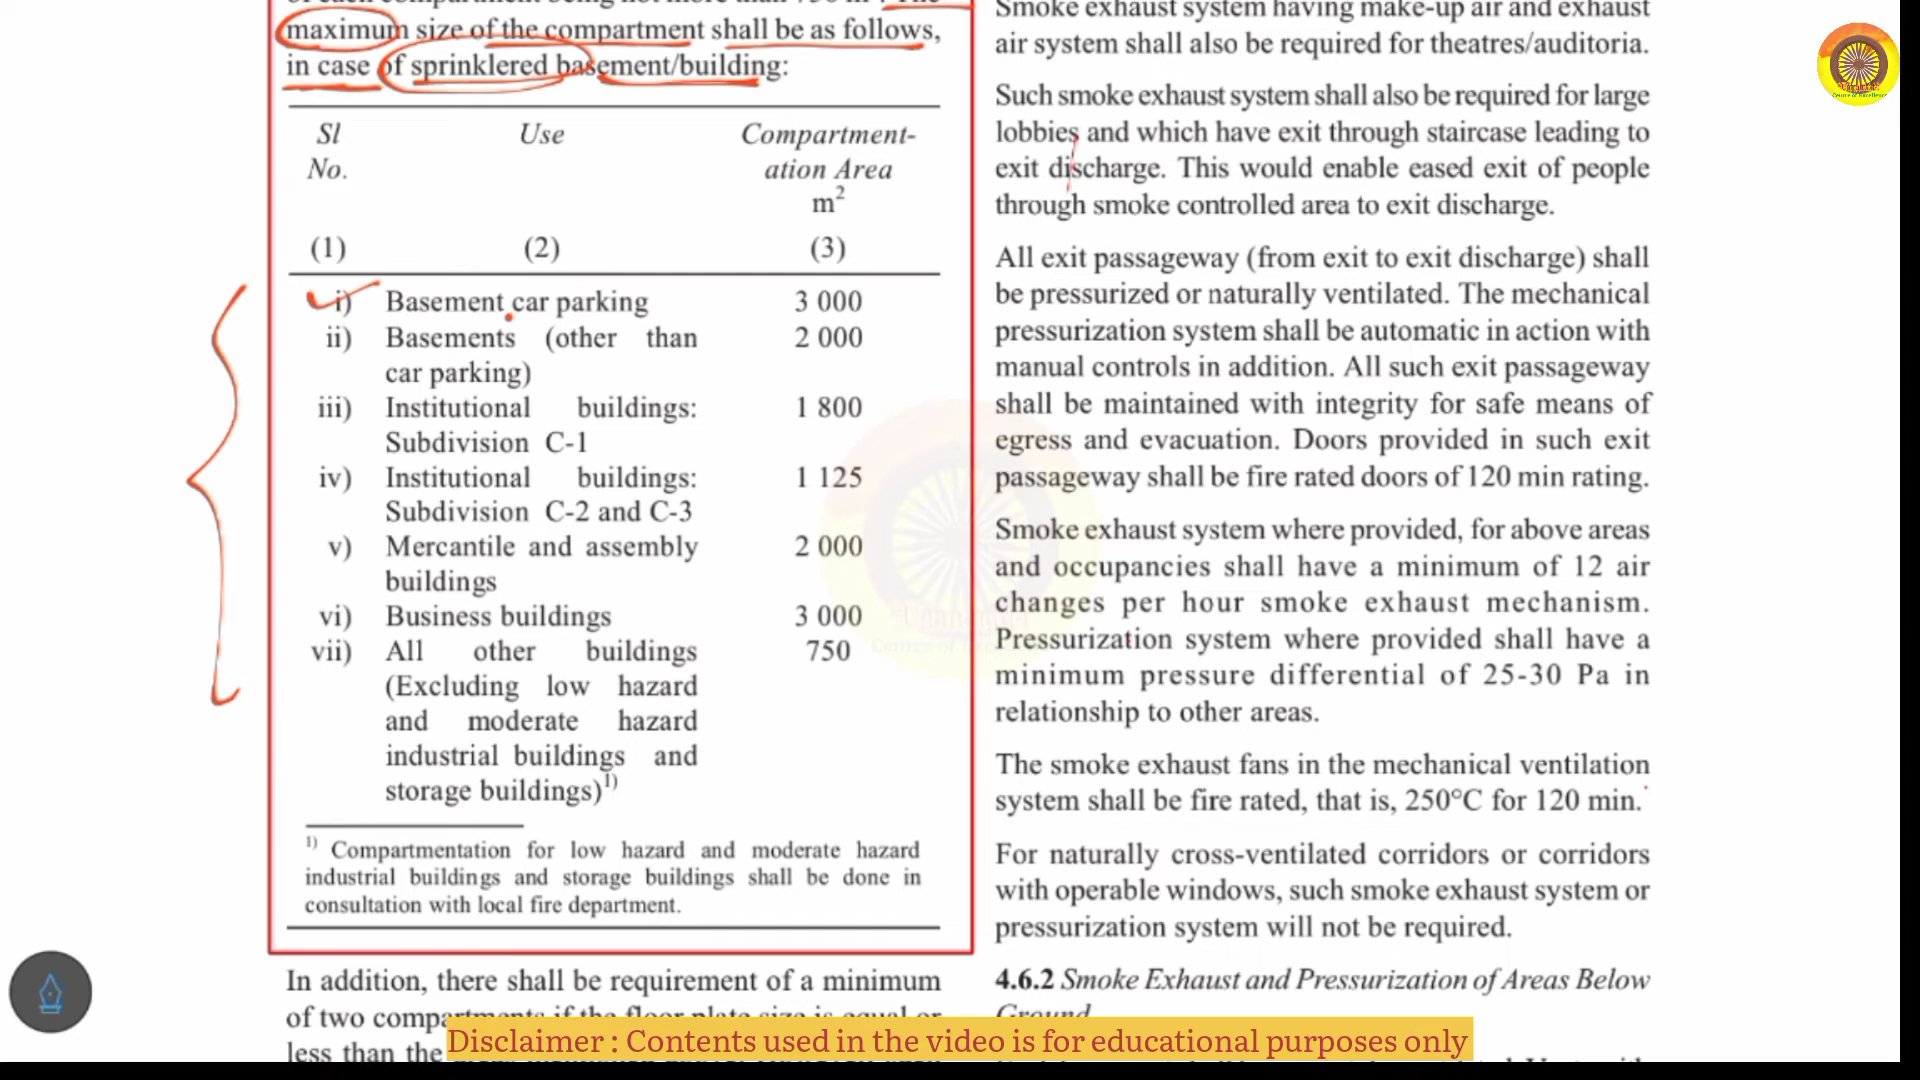 maximum size of the compartment shall be as follows,
in case of sprinklered basement/building:
Sl No. Use Compartment-ation Area m²
(1) (2) (3)
i) Basement car parking 3 000
ii) Basements (other than 2 000
car parking)
iii) Institutional buildings: 1 800
Subdivision C-1
iv) Institutional buildings: 1 125
Subdivision C-2 and C-3
v) Mercantile and assembly 2 000
buildings
vi) Business buildings 3 000
vii) All other buildings 750
(Excluding low hazard
and moderate hazard
industrial buildings and
storage buildings)¹⁾
¹⁾ Compartmentation for low hazard and moderate hazard
industrial buildings and storage buildings shall be done in
consultation with local fire department.
In addition, there shall be requirement of a minimum
of two compartments if the floor plate size is equal or
less than the
Smoke exhaust system having make-up air and exhaust
air system shall also be required for theatres/auditoria.
Such smoke exhaust system shall also be required for large
lobbies and which have exit through staircase leading to
exit discharge. This would enable eased exit of people
through smoke controlled area to exit discharge.
All exit passageway (from exit to exit discharge) shall
be pressurized or naturally ventilated. The mechanical
pressurization system shall be automatic in action with
manual controls in addition. All such exit passageway
shall be maintained with integrity for safe means of
egress and evacuation. Doors provided in such exit
passageway shall be fire rated doors of 120 min rating.
Smoke exhaust system where provided, for above areas
and occupancies shall have a minimum of 12 air
changes per hour smoke exhaust mechanism.
Pressurization system where provided shall have a
minimum pressure differential of 25-30 Pa in
relationship to other areas.
The smoke exhaust fans in the mechanical ventilation
system shall be fire rated, that is, 250°C for 120 min.
For naturally cross-ventilated corridors or corridors
with operable windows, such smoke exhaust system or
pressurization system will not be required.
4.6.2 Smoke Exhaust and Pressurization of Areas Below
Ground
Disclaimer : Contents used in the video is for educational purposes only